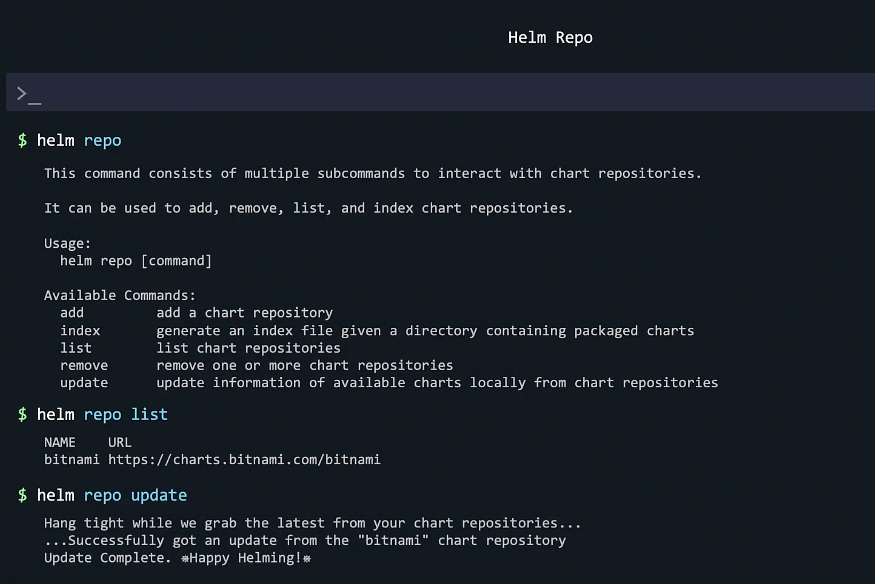 Helm Repo
>_
$ helm repo
This command consists of multiple subcommands to interact with chart repositories.
It can be used to add, remove, list, and index chart repositories.
Usage:
helm repo [command]
Available Commands:
add add a chart repository
index generate an index file given a directory containing packaged charts
list list chart repositories
remove remove one or more chart repositories
update update information of available charts locally from chart repositories
$ helm repo list
NAME URL
bitnami https://charts.bitnami.com/bitnami
$ helm repo update
Hang tight while we grab the latest from your chart repositories...
...Successfully got an update from the "bitnami" chart repository
Update Complete. ⎈Happy Helming!⎈